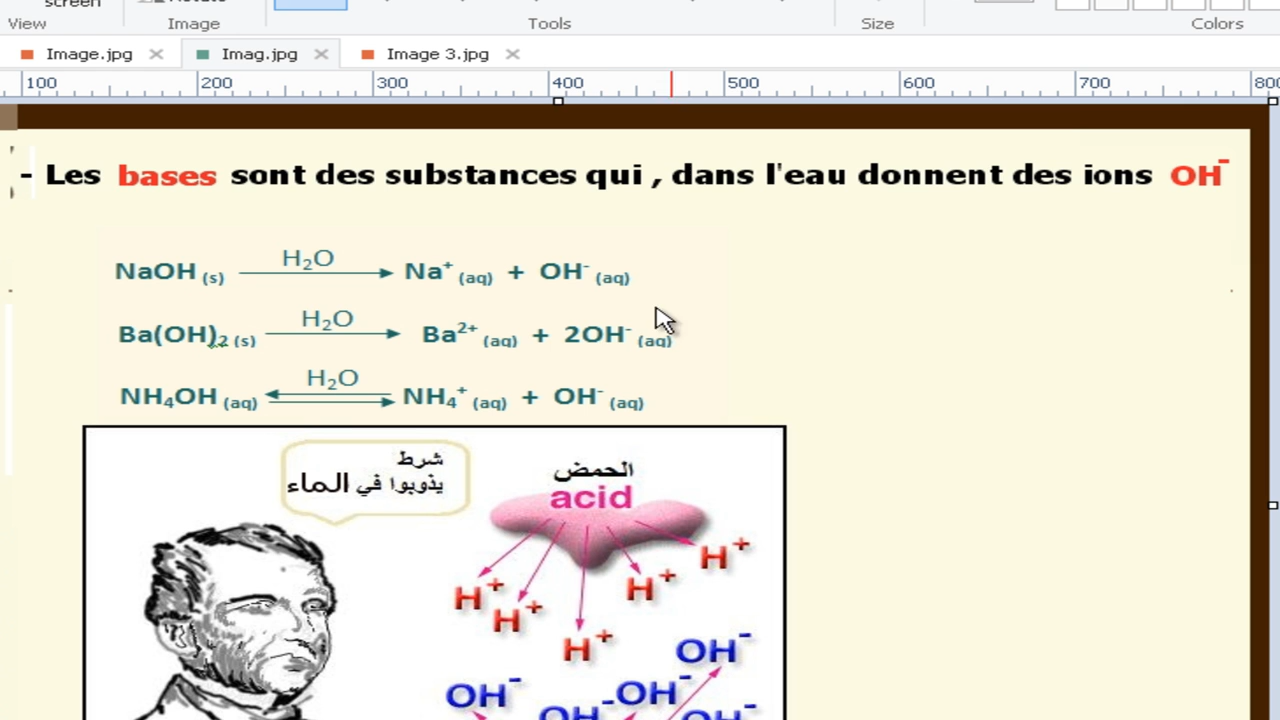 screen
View Image Tools Size Colors
Image.jpg Imag.jpg Image 3.jpg
100 200 300 400 500 600 700 800
- Les bases sont des substances qui , dans l'eau donnent des ions OH⁻
NaOH (s) H₂O Na⁺ (aq) + OH⁻ (aq)
Ba(OH)₂ (s) H₂O Ba²⁺ (aq) + 2OH⁻ (aq)
NH₄OH (aq) H₂O NH₄⁺ (aq) + OH⁻ (aq)
شرط
يذوبوا في الماء
الحمض
acid
H⁺
H⁺
H⁺
H⁺
H⁺
OH⁻
OH⁻
OH⁻
OH⁻
OH⁻